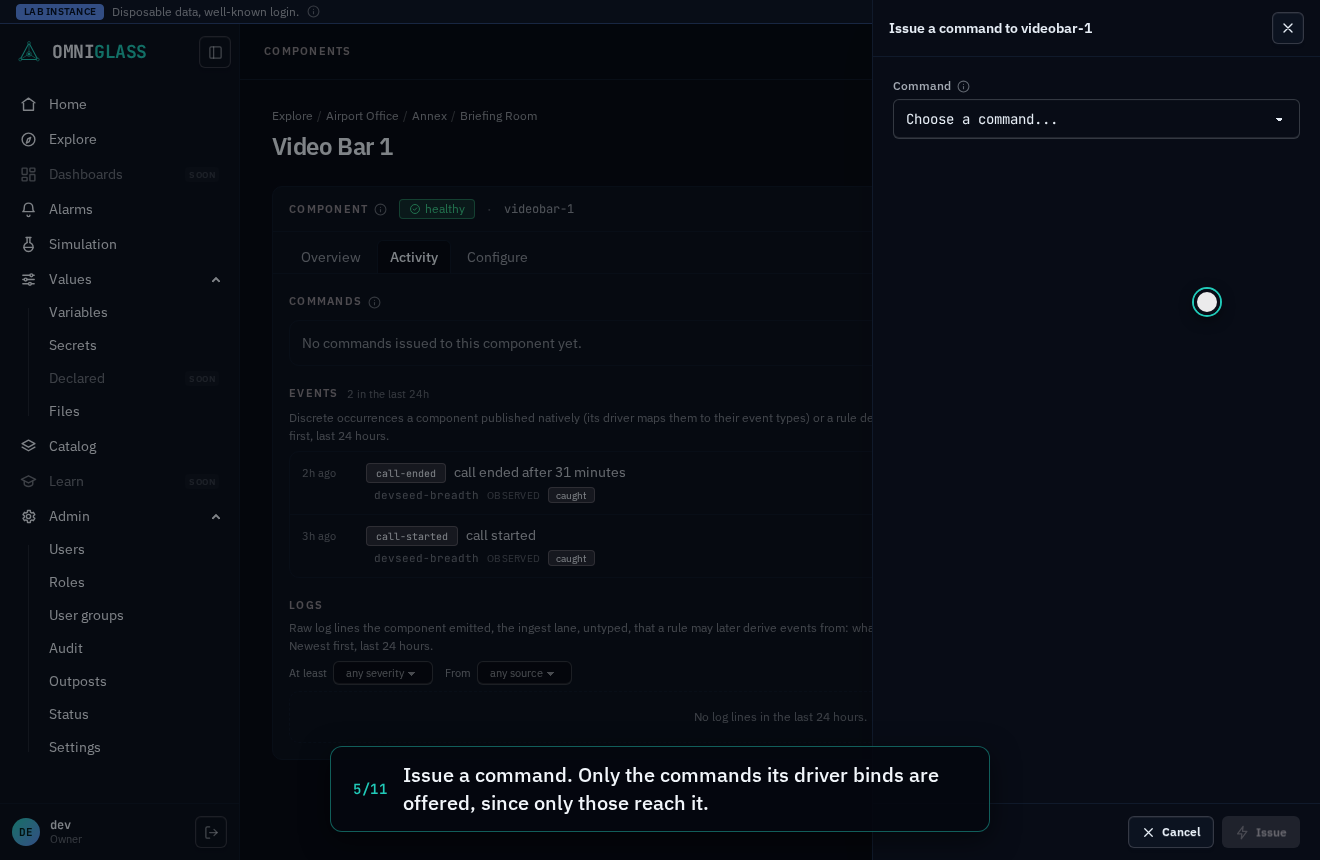 LAB INSTANCE Disposable data, well-known login.
OMNIGLASS
Home
Explore
Dashboards SOON
Alarms
Simulation
Values
Variables
Secrets
Declared SOON
Files
Catalog
Learn SOON
Admin
Users
Roles
User groups
Audit
Outposts
Status
Settings
DE dev
Owner
COMPONENTS
Explore / Airport Office / Annex / Briefing Room
Video Bar 1
COMPONENT healthy · videobar-1
Overview Activity Configure
COMMANDS
No commands issued to this component yet.
EVENTS 2 in the last 24h
Discrete occurrences a component published natively (its driver maps them to their event types) or a rule de
first, last 24 hours.
2h ago call-ended call ended after 31 minutes
devseed-breadth OBSERVED caught
3h ago call-started call started
devseed-breadth OBSERVED caught
LOGS
Raw log lines the component emitted, the ingest lane, untyped, that a rule may later derive events from: wha
Newest first, last 24 hours.
At least any severity From any source
No log lines in the last 24 hours.
Issue a command to videobar-1
Command
Choose a command...
Cancel Issue
5/11 Issue a command. Only the commands its driver binds are
offered, since only those reach it.